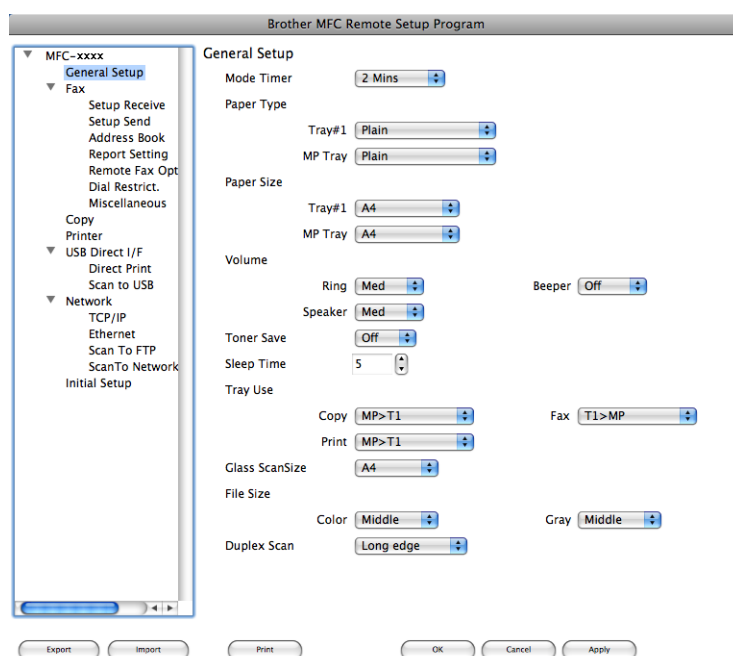 Brother MFC Remote Setup Program
MFC-xxxx
General Setup
Fax
Setup Receive
Setup Send
Address Book
Report Setting
Remote Fax Opt
Dial Restrict.
Miscellaneous
Copy
Printer
USB Direct I/F
Direct Print
Scan to USB
Network
TCP/IP
Ethernet
Scan To FTP
ScanTo Network
Initial Setup
General Setup
Mode Timer 2 Mins
Paper Type
Tray#1 Plain
MP Tray Plain
Paper Size
Tray#1 A4
MP Tray A4
Volume
Ring Med Beeper Off
Speaker Med
Toner Save Off
Sleep Time 5
Tray Use
Copy MP>T1 Fax T1>MP
Print MP>T1
Glass ScanSize A4
File Size
Color Middle Gray Middle
Duplex Scan Long edge
Export Import Print OK Cancel Apply